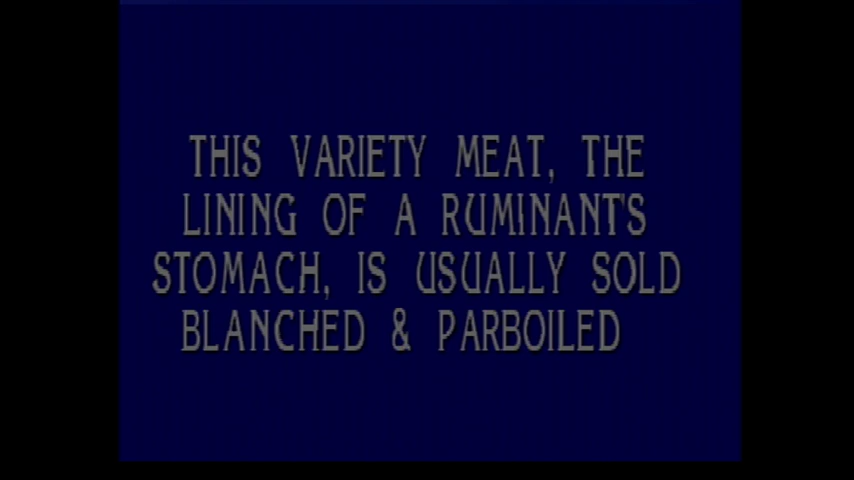 THIS VARIETY MEAT, THE
LINING OF A RUMINANT'S
STOMACH, IS USUALLY SOLD
BLANCHED & PARBOILED